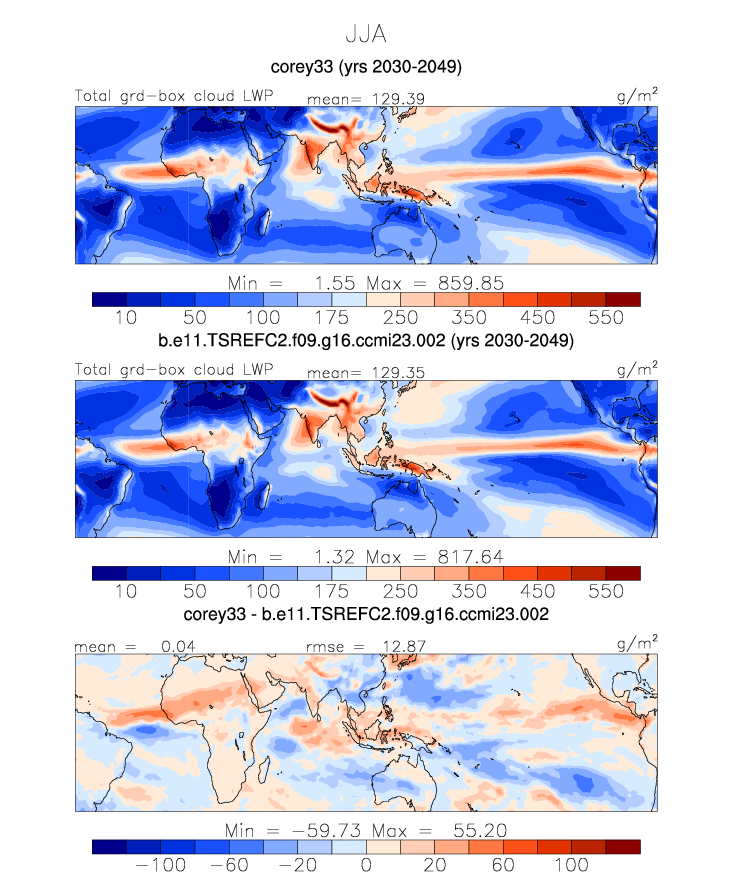 JJA
corey33 (yrs 2030-2049)
Total grd-box cloud LWP mean= 129.39 g/m²
Min = 1.55 Max = 859.85
10 50 100 175 250 350 450 550
b.e11.TSREFC2.f09.g16.ccmi23.002 (yrs 2030-2049)
Total grd-box cloud LWP mean= 129.35 g/m²
Min = 1.32 Max = 817.64
10 50 100 175 250 350 450 550
corey33 - b.e11.TSREFC2.f09.g16.ccmi23.002
mean = 0.04 rmse = 12.87 g/m²
Min = -59.73 Max = 55.20
-100 -60 -20 0 20 60 100